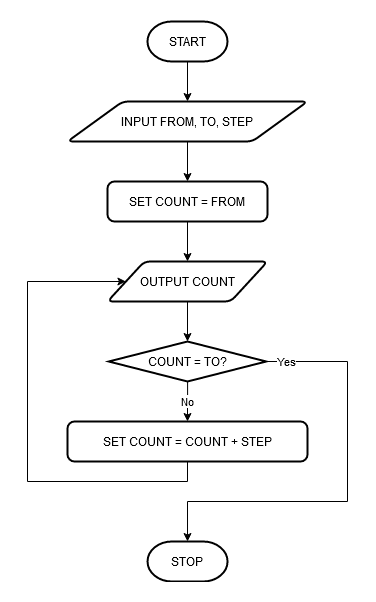 START
INPUT FROM, TO, STEP
SET COUNT = FROM
OUTPUT COUNT
COUNT = TO?
Yes
No
SET COUNT = COUNT + STEP
STOP